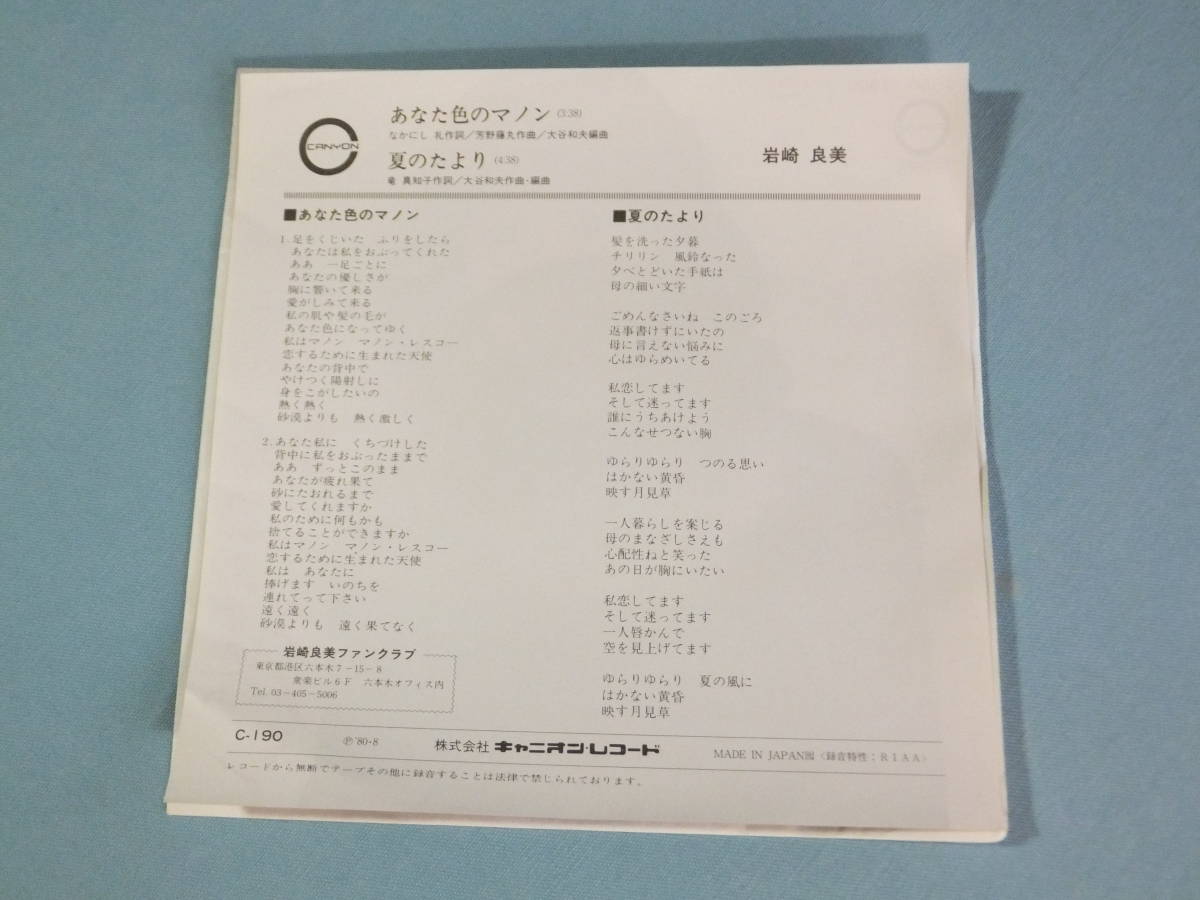 CANYON
あなた色のマノン (3:38)
なかにし 礼作詞／芳野藤丸作曲／大谷和夫編曲
夏のたより (4:38)
竜 真知子作詞／大谷和夫作曲・編曲
岩崎 良美
■あなた色のマノン
1.足をくじいた ふりをしたら
あなたは私をおぶってくれた
ああ 一足ごとに
あなたの優しさが
胸に響いて来る
愛がしみて来る
私の肌や髪の毛が
あなた色になってゆく
私はマノン マノン・レスコー
恋するために生まれた天使
あなたの背中で
やけつく陽射しに
身をこがしたいの
熱く熱く
砂漠よりも 熱く激しく
2.あなた私に くちづけした
背中に私をおぶったままで
ああ ずっとこのまま
あなたが疲れ果て
砂にたおれるまで
愛してくれますか
私のために何もかも
捨てることができますか
私はマノン マノン・レスコー
恋するために生まれた天使
私は あなたに
捧げます いのちを
連れてって下さい
遠く遠く
砂漠よりも 遠く果てなく
■夏のたより
髪を洗った夕暮
チリリン 風鈴なった
夕べとどいた手紙は
母の細い文字
ごめんなさいね このごろ
返事書けずにいたの
母に言えない悩みに
心はゆらめいてる
私恋してます
そして迷ってます
誰にうちあけよう
こんなせつない胸
ゆらりゆらり つのる思い
はかない黄昏
映す月見草
一人暮らしを案じる
母のまなざしさえも
心配性ねと笑った
あの日が胸にいたい
私恋してます
そして迷ってます
一人唇かんで
空を見上げてます
ゆらりゆらり 夏の風に
はかない黄昏
映す月見草
岩崎良美ファンクラブ
東京都港区六本木7－15－8
衆楽ビル6F 六本木オフィス内
Tel. 03－405－5006
C-190
Ⓟ'80・8
株式会社 キャニオン・レコード
MADE IN JAPAN 〈録音特性：RIAA〉
レコードから無断でテープその他に録音することは法律で禁じられております。